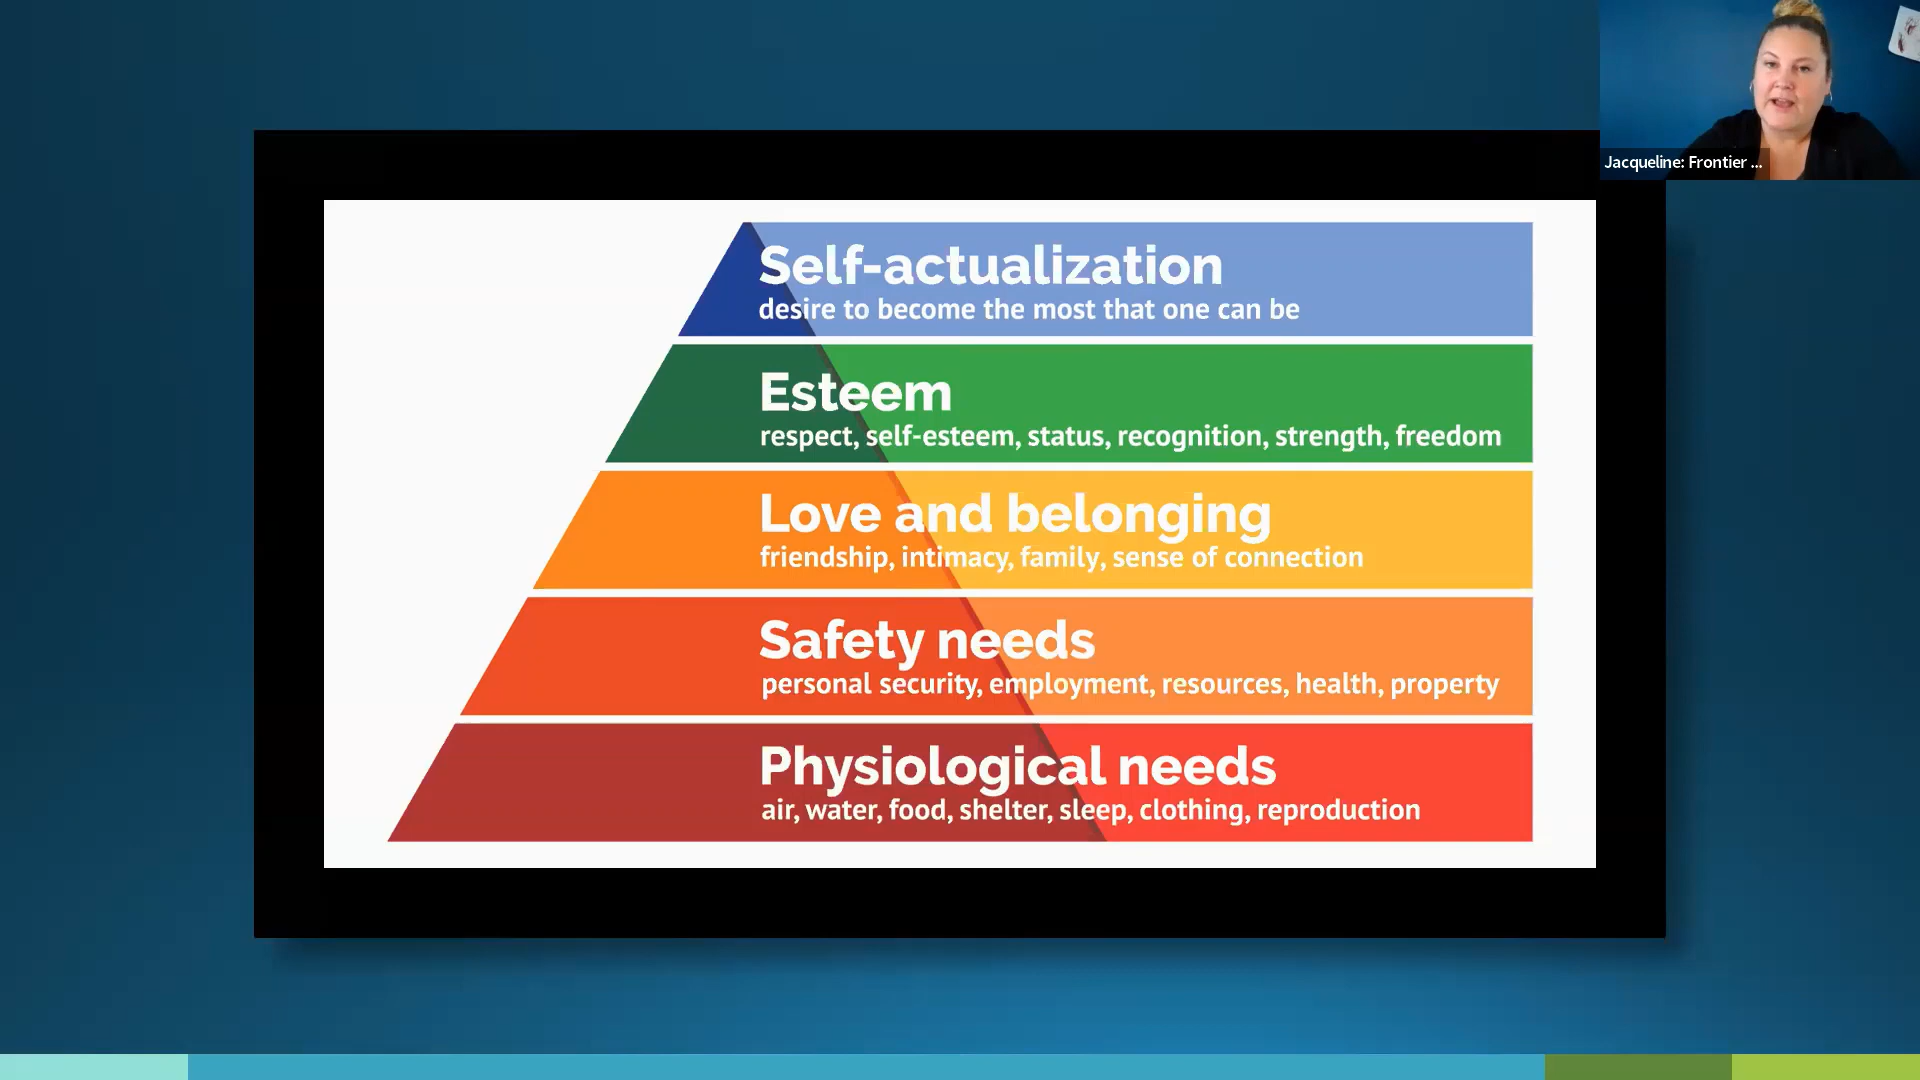 Jacqueline: Frontier ...
Self-actualization
desire to become the most that one can be
Esteem
respect, self-esteem, status, recognition, strength, freedom
Love and belonging
friendship, intimacy, family, sense of connection
Safety needs
personal security, employment, resources, health, property
Physiological needs
air, water, food, shelter, sleep, clothing, reproduction